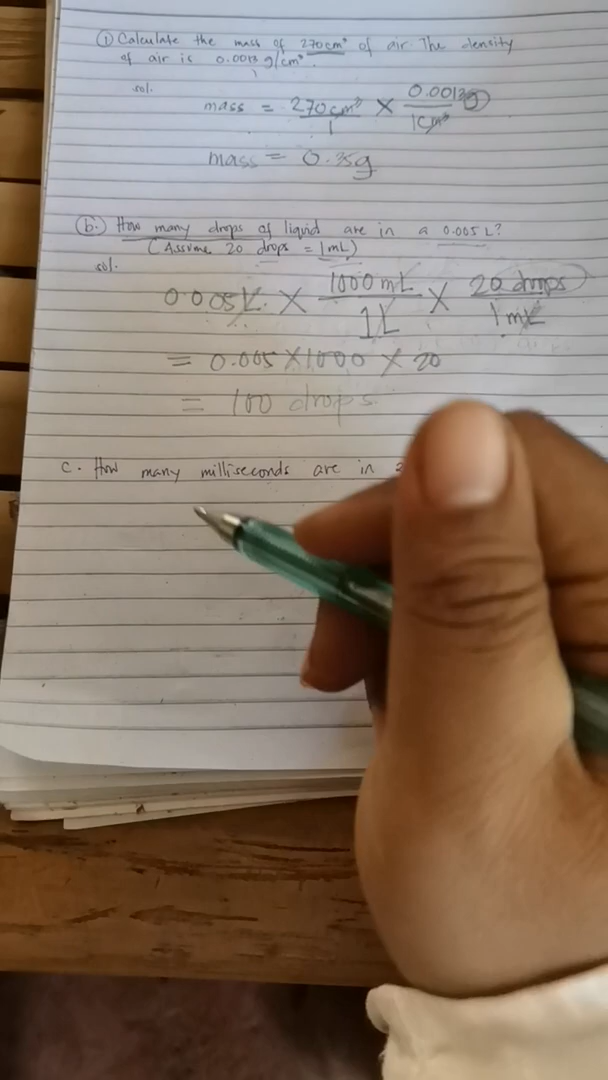 ① Calculate the mass of 270cm³ of air. The density
of air is 0.0013 g/cm³.
sol.
mass = 270cm³/1 × 0.0013g/1cm³
mass = 0.35g
b. How many drops of liquid are in a 0.005 L?
(Assume 20 drops = 1mL)
sol.
0.005L × 1000 mL/1L × 20 drops/1mL
= 0.005 × 1000 × 20
= 100 drops.
c. How many milliseconds are in